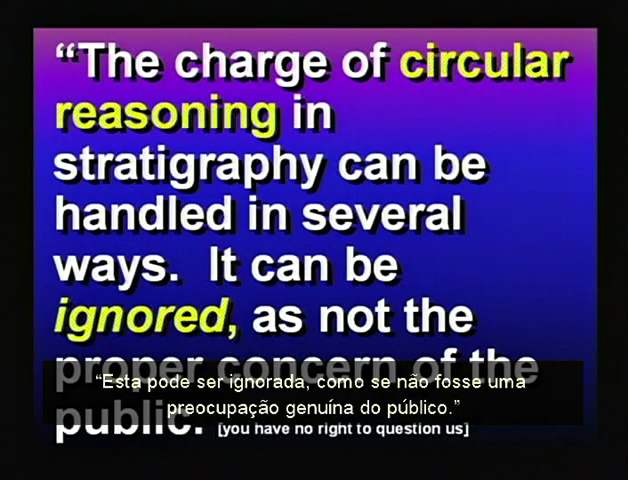 “The charge of circular
reasoning in
stratigraphy can be
handled in several
ways.  It can be
ignored, as not the
proper concern of the
“Esta pode ser ignorada, como se não fosse uma
preocupação genuína do público.”
public. [you have no right to question us]